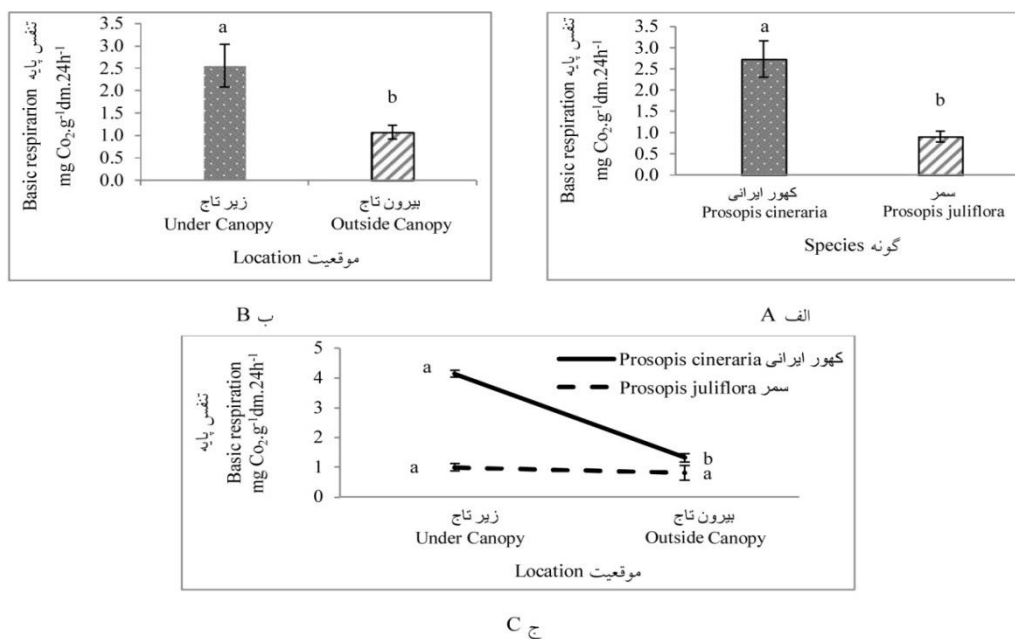 3.5
3.0
2.5
2.0
1.5
1.0
0.5
0.0
تنفس پایه
Basic respirarion
mg Co₂.g⁻¹dm.24h⁻¹
a
b
زیر تاج
Under Canopy
بیرون تاج
Outside Canopy
Location موقعیت
B ب
3.5
3.0
2.5
2.0
1.5
1.0
0.5
0.0
Basic respiration تنفس پایه
mg Co₂.g⁻¹dm.24h⁻¹
a
b
کهور ایرانی
Prosopis cineraria
سمر
Prosopis juliflora
Species گونه
A الف
5
4
3
2
1
0
تنفس پایه
Basic respiration
mg Co₂.g⁻¹dm.24h⁻¹
Prosopis cineraria کهور ایرانی
Prosopis juliflora سمر
a
a
b
a
زیر تاج
Under Canopy
بیرون تاج
Outside Canopy
Location موقعیت
C ج